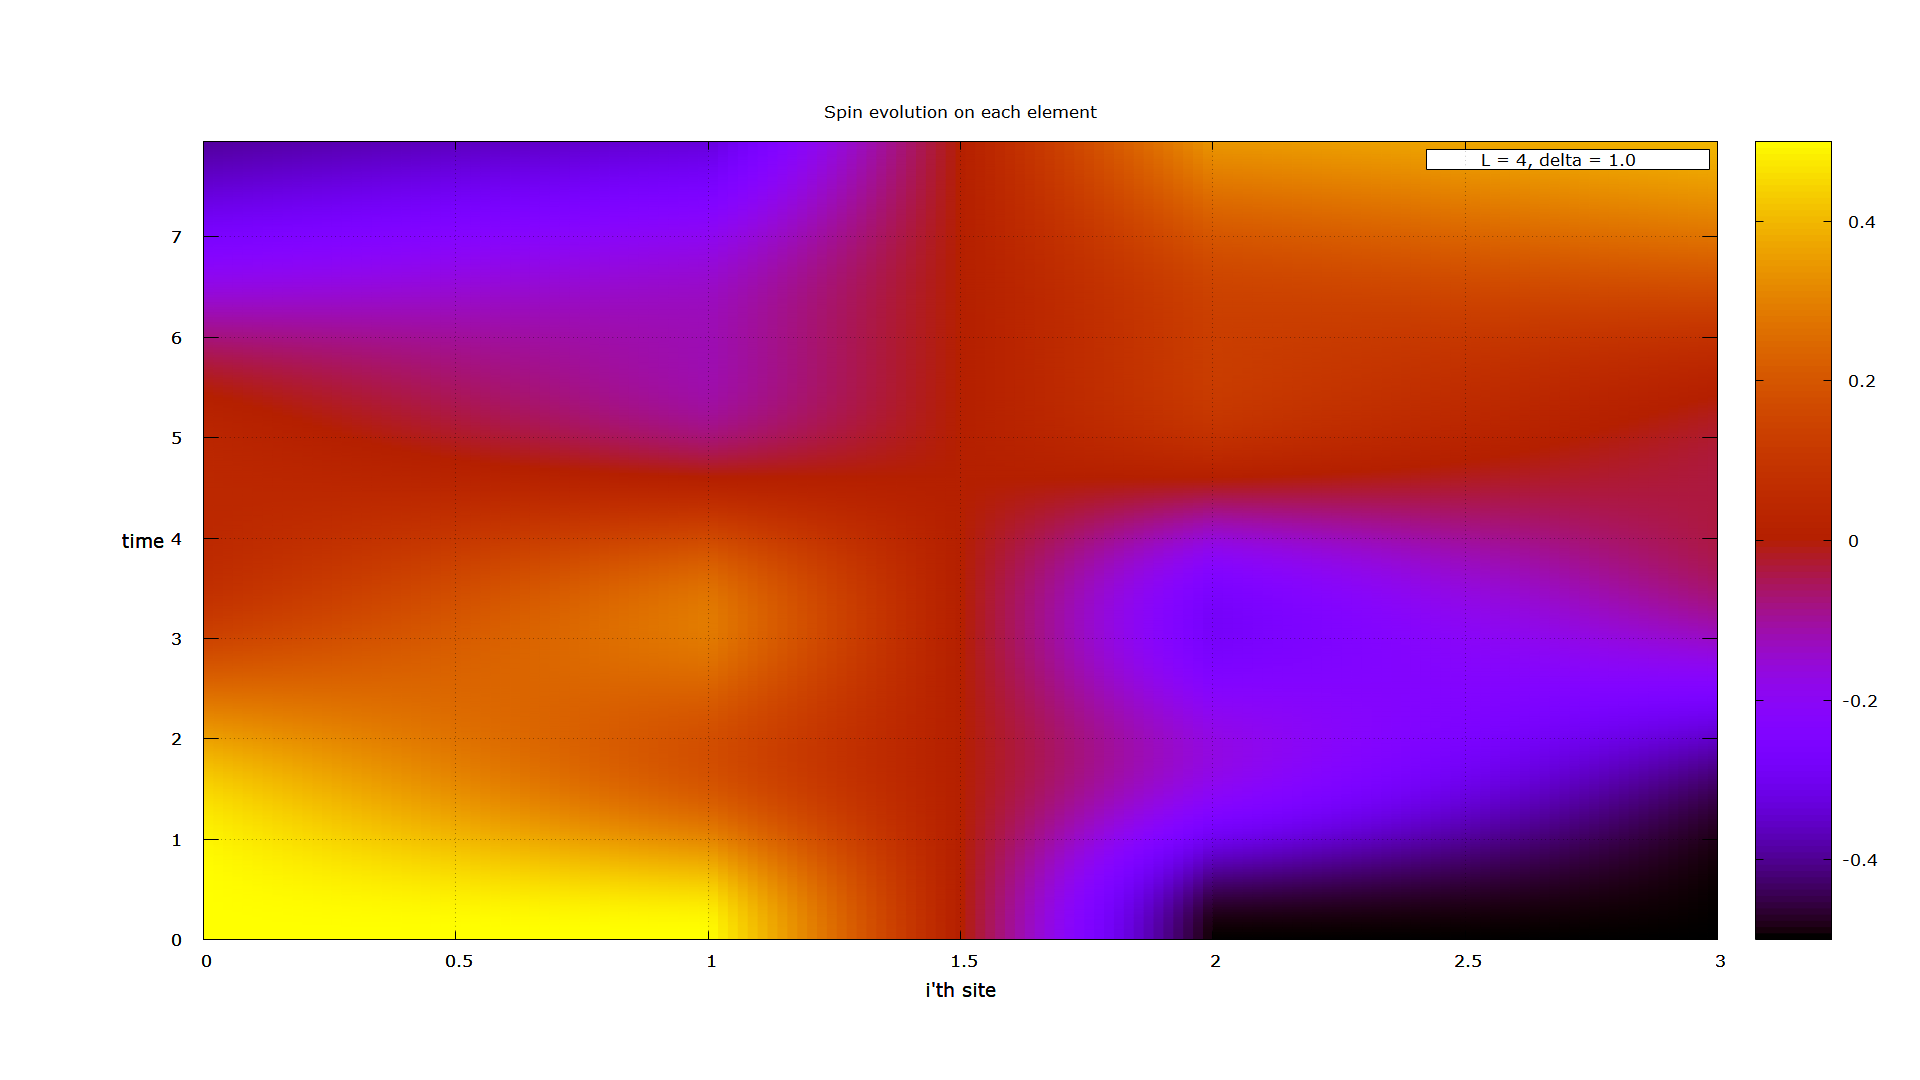 Spin evolution on each element
L = 4, delta = 1.0
7
6
5
time 4
3
2
1
0
0 0.5 1 1.5 2 2.5 3
i'th site
0.4
0.2
0
-0.2
-0.4